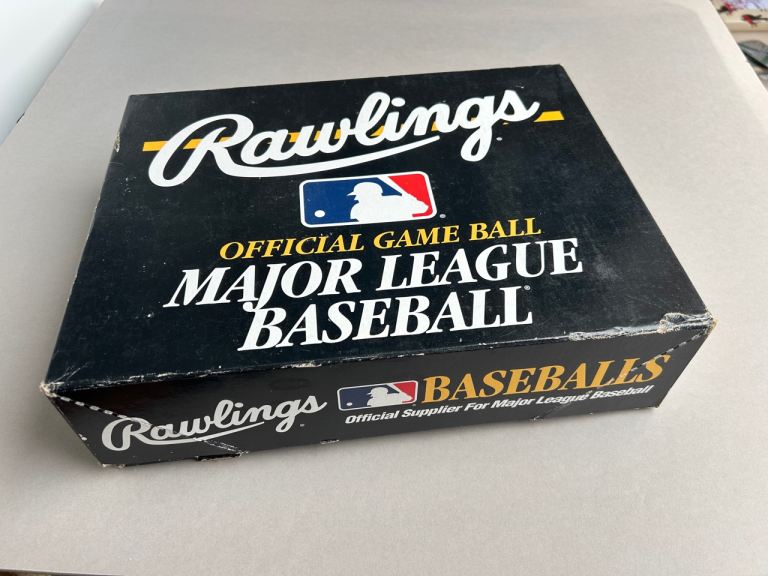 Rawlings
OFFICIAL GAME BALL
MAJOR LEAGUE
BASEBALL®
Rawlings
BASEBALLS
Official Supplier For Major League Baseball